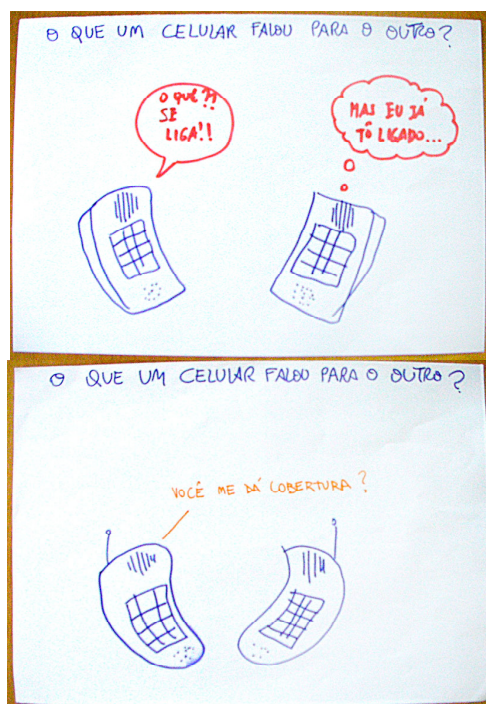 O QUE UM CELULAR FALOU PARA O OUTRO?
O QUE?!
SE
LIGA!!
MAS EU JÁ
TÔ LIGADO...
O QUE UM CELULAR FALOU PARA O OUTRO?
VOCÊ ME DÁ COBERTURA?